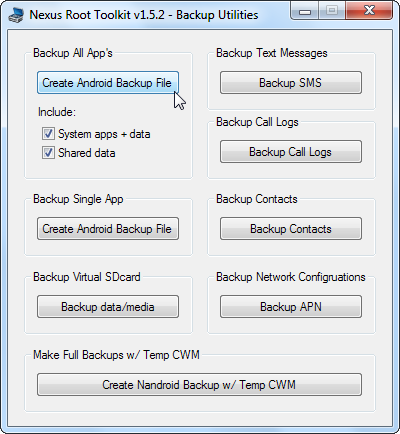 Nexus Root Toolkit v1.5.2 - Backup Utilities
Backup All App's
Create Android Backup File
Include:
System apps + data
Shared data
Backup Text Messages
Backup SMS
Backup Call Logs
Backup Call Logs
Backup Single App
Create Android Backup File
Backup Contacts
Backup Contacts
Backup Virtual SDcard
Backup data/media
Backup Network Configruations
Backup APN
Make Full Backups w/ Temp CWM
Create Nandroid Backup w/ Temp CWM